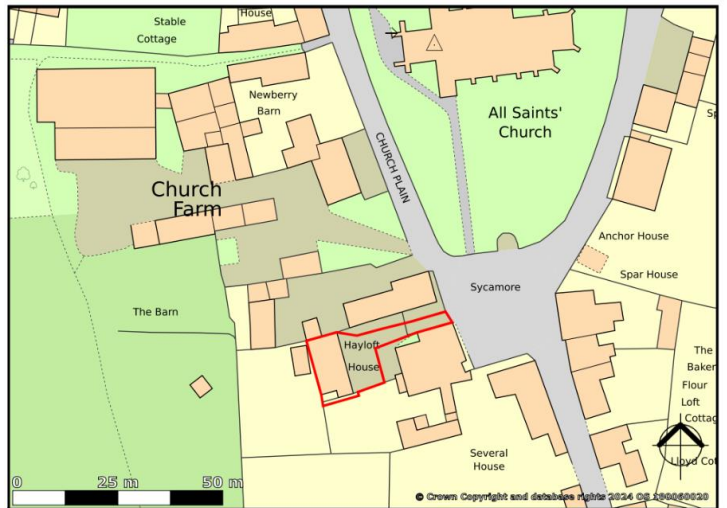 House
Stable
Cottage
Newberry
Barn
CHURCH PLAIN
All Saints'
Church
Church
Farm
Anchor House
Spar House
Sycamore
The Barn
Hayloft
House
The
Baker
Flour
Loft
Cottag
Several
House
Lloyd Cot
0 25 m 50 m
© Crown Copyright and database rights 2024 OS 100060020